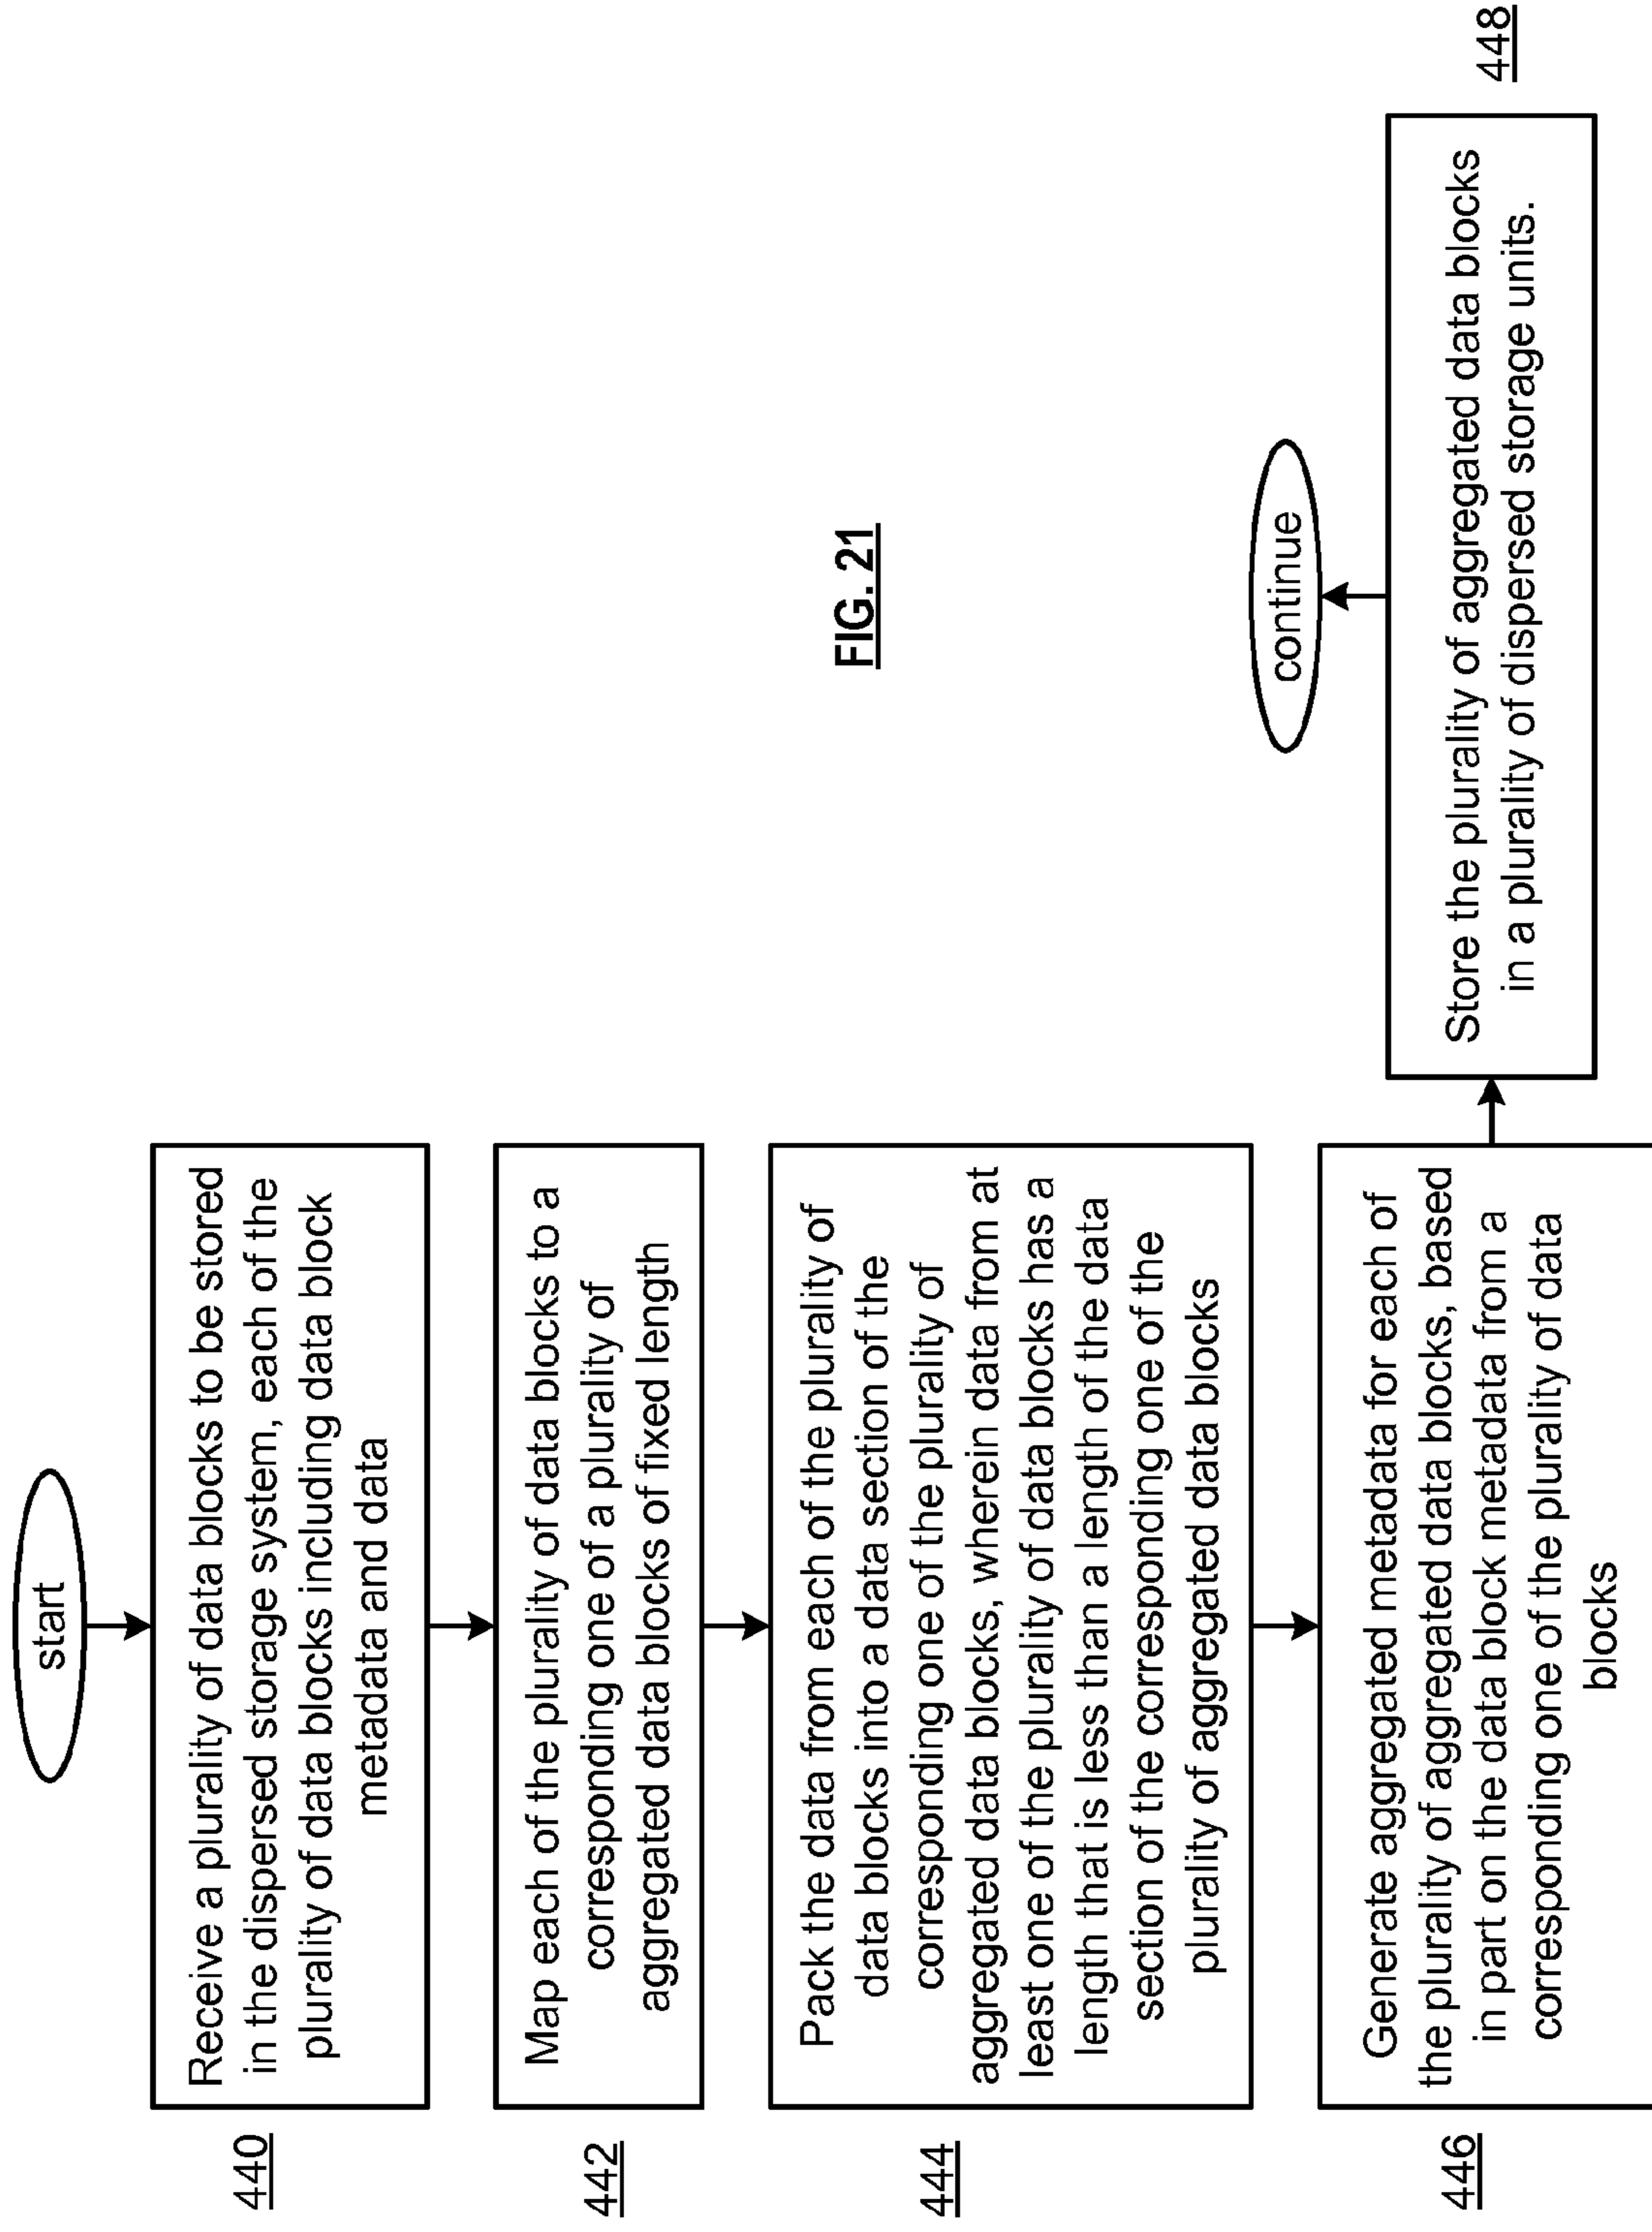 start
440
Receive a plurality of data blocks to be stored
in the dispersed storage system, each of the
plurality of data blocks including data block
metadata and data
442
Map each of the plurality of data blocks to a
corresponding one of a plurality of
aggregated data blocks of fixed length
444
Pack the data from each of the plurality of
data blocks into a data section of the
corresponding one of the plurality of
aggregated data blocks, wherein data from at
least one of the plurality of data blocks has a
length that is less than a length of the data
section of the corresponding one of the
plurality of aggregated data blocks
446
Generate aggregated metadata for each of
the plurality of aggregated data blocks, based
in part on the data block metadata from a
corresponding one of the plurality of data
blocks
448
Store the plurality of aggregated data blocks
in a plurality of dispersed storage units.
continue
FIG. 21